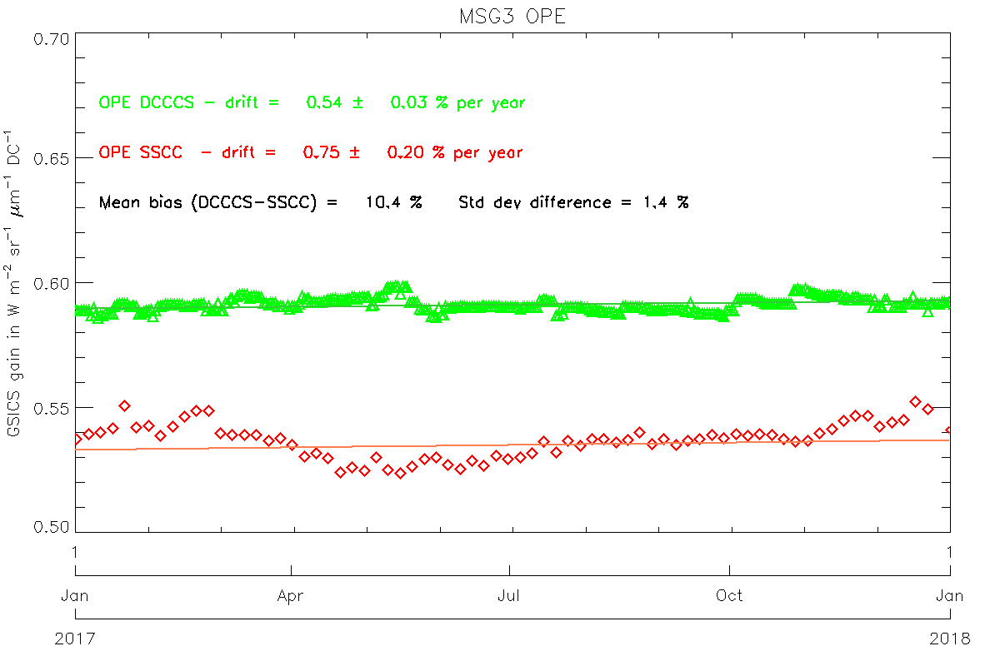 MSG3 OPE
0.70
OPE DCCCS - drift = 0.54 ± 0.03 % per year
OPE SSCC - drift = 0.75 ± 0.20 % per year
0.65
Mean bias (DCCCS-SSCC) = 10.4 % Std dev difference = 1.4 %
GSICS gain in W m⁻² sr⁻¹ μm⁻¹ DC⁻¹
0.60
0.55
0.50
1 1
Jan Apr Jul Oct Jan
2017 2018